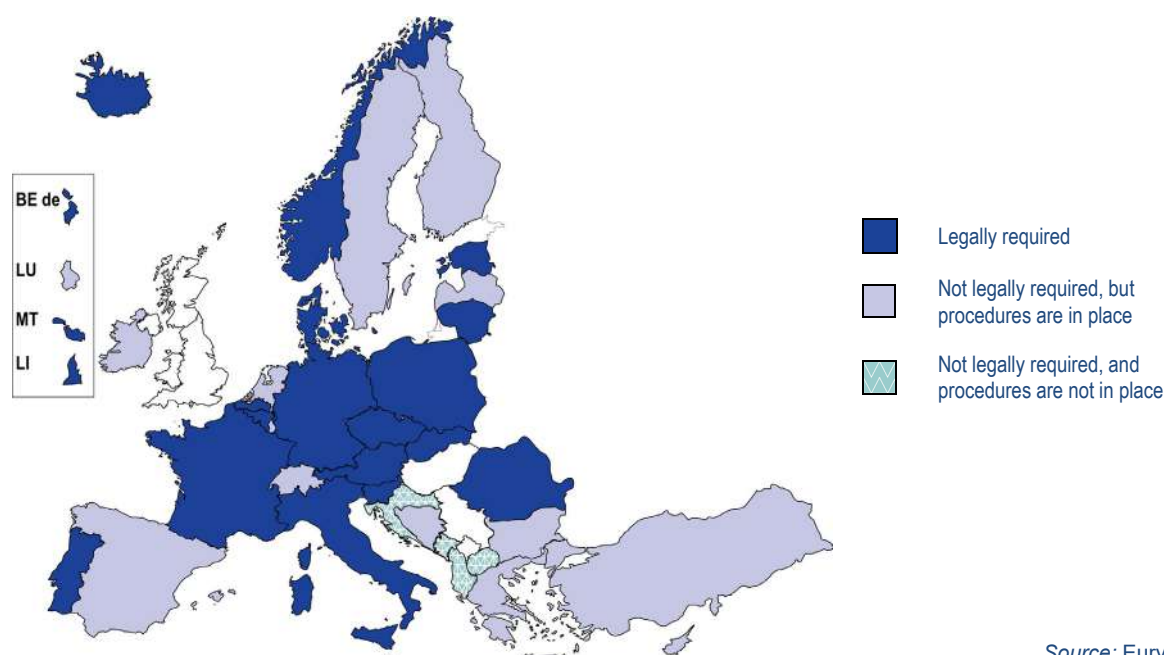 BE de
LU
MT
LI
Legally required
Not legally required, but
procedures are in place
Not legally required, and
procedures are not in place
Source: Eury